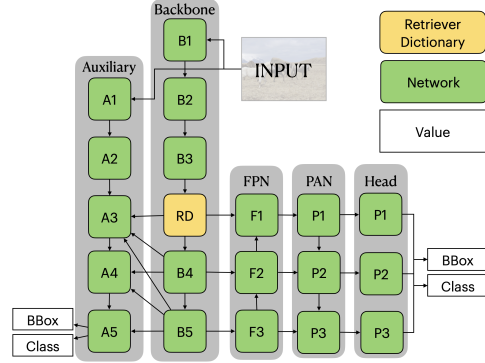 Backbone
Retriever
Dictionary
B1
INPUT
Auxiliary
Network
A1
B2
Value
A2
B3
FPN
PAN
Head
A3
RD
F1
P1
P1
BBox
A4
B4
F2
P2
P2
Class
BBox
A5
B5
F3
P3
P3
Class